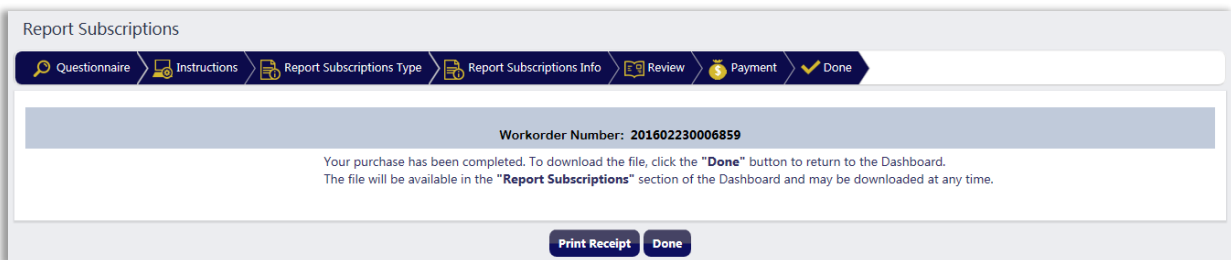 Report Subscriptions
Questionnaire Instructions Report Subscriptions Type Report Subscriptions Info Review Payment Done
Workorder Number: 201602230006859
Your purchase has been completed. To download the file, click the "Done" button to return to the Dashboard.
The file will be available in the "Report Subscriptions" section of the Dashboard and may be downloaded at any time.
Print Receipt Done